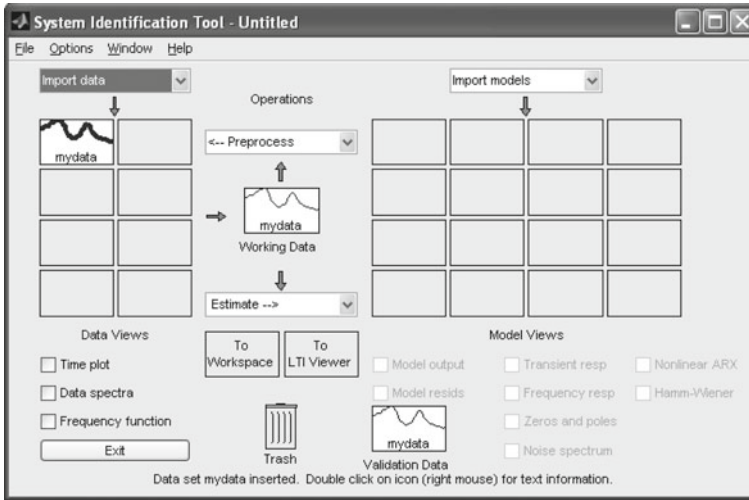 System Identification Tool - Untitled
File Options Window Help
Import data
Import models
Operations
mydata
<-- Preprocess
mydata
Working Data
Estimate -->
Data Views
Model Views
To Workspace
To LTI Viewer
Time plot
Data spectra
Frequency function
Exit
Trash
Model output
Model resids
Transient resp
Frequency resp
Zeros and poles
Noise spectrum
Nonlinear ARX
Hamm-Wiener
mydata
Validation Data
Data set mydata inserted. Double click on icon (right mouse) for text information.